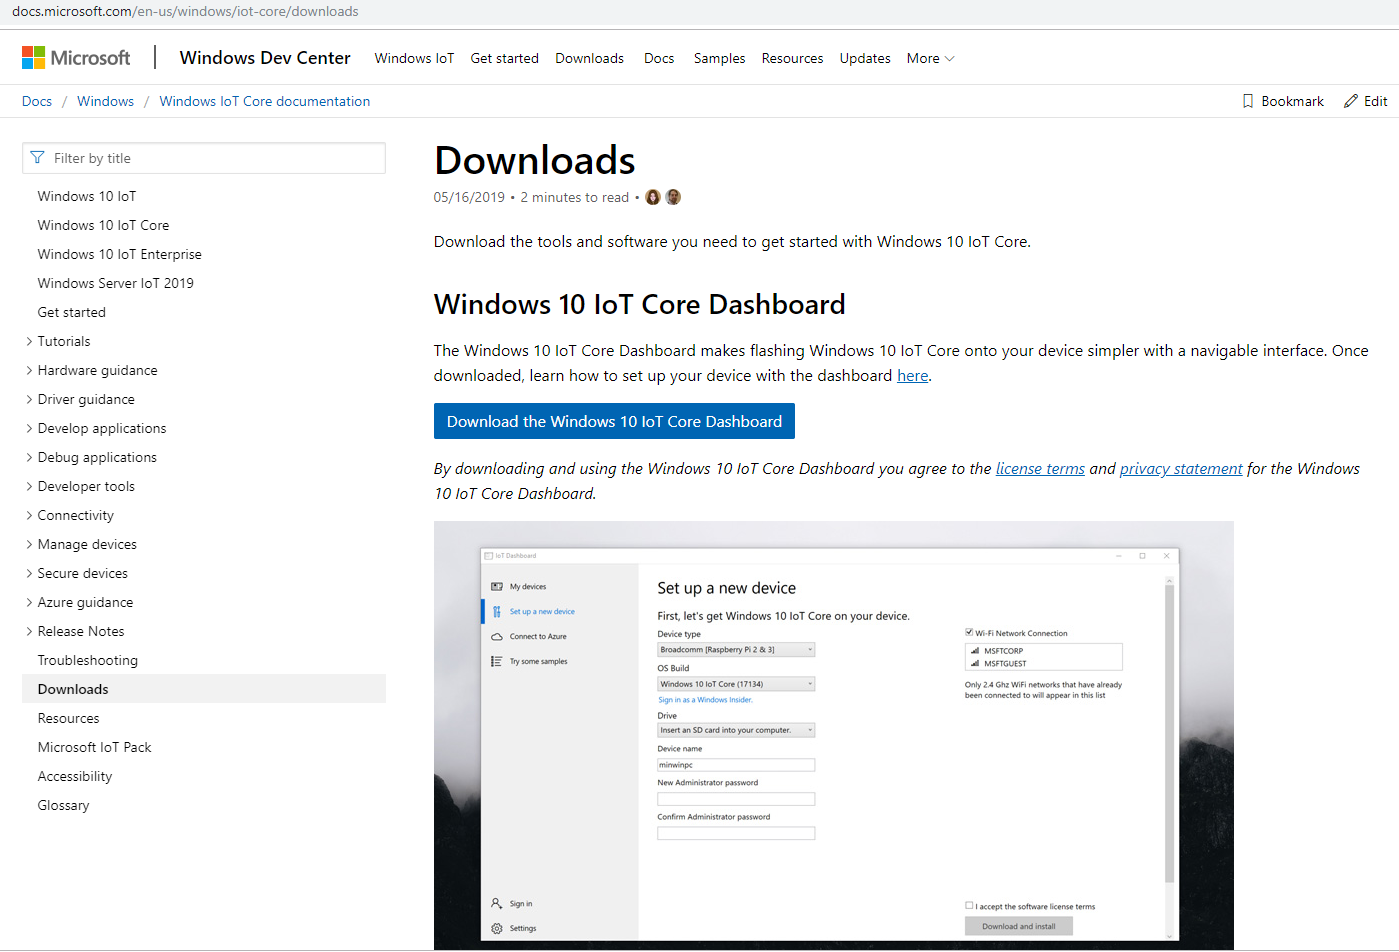 docs.microsoft.com/en-us/windows/iot-core/downloads
Microsoft
Windows Dev Center
Windows IoT Get started Downloads Docs Samples Resources Updates More
Docs / Windows / Windows IoT Core documentation
Bookmark Edit
Filter by title
Windows 10 IoT
Windows 10 IoT Core
Windows 10 IoT Enterprise
Windows Server IoT 2019
Get started
Tutorials
Hardware guidance
Driver guidance
Develop applications
Debug applications
Developer tools
Connectivity
Manage devices
Secure devices
Azure guidance
Release Notes
Troubleshooting
Downloads
Resources
Microsoft IoT Pack
Accessibility
Glossary
Downloads
05/16/2019 • 2 minutes to read •
Download the tools and software you need to get started with Windows 10 IoT Core.
Windows 10 IoT Core Dashboard
The Windows 10 IoT Core Dashboard makes flashing Windows 10 IoT Core onto your device simpler with a navigable interface. Once
downloaded, learn how to set up your device with the dashboard here.
Download the Windows 10 IoT Core Dashboard
By downloading and using the Windows 10 IoT Core Dashboard you agree to the license terms and privacy statement for the Windows
10 IoT Core Dashboard.
IoT Dashboard
My devices
Set up a new device
Connect to Azure
Try some samples
Sign in
Settings
Set up a new device
First, let's get Windows 10 IoT Core on your device.
Device type
Broadcomm [Raspberry Pi 2 & 3]
OS Build
Windows 10 IoT Core (17134)
Sign in as a Windows Insider.
Drive
Insert an SD card into your computer.
Device name
minwinpc
New Administrator password
Confirm Administrator password
Wi-Fi Network Connection
MSFTCORP
MSFTGUEST
Only 2.4 Ghz WiFi networks that have already
been connected to will appear in this list
I accept the software license terms
Download and install